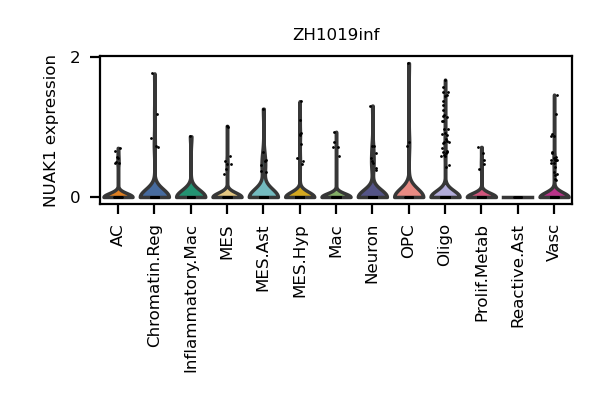 ZH1019inf
NUAK1 expression
2
0
AC
Chromatin.Reg
Inflammatory.Mac
MES
MES.Ast
MES.Hyp
Mac
Neuron
OPC
Oligo
Prolif.Metab
Reactive.Ast
Vasc